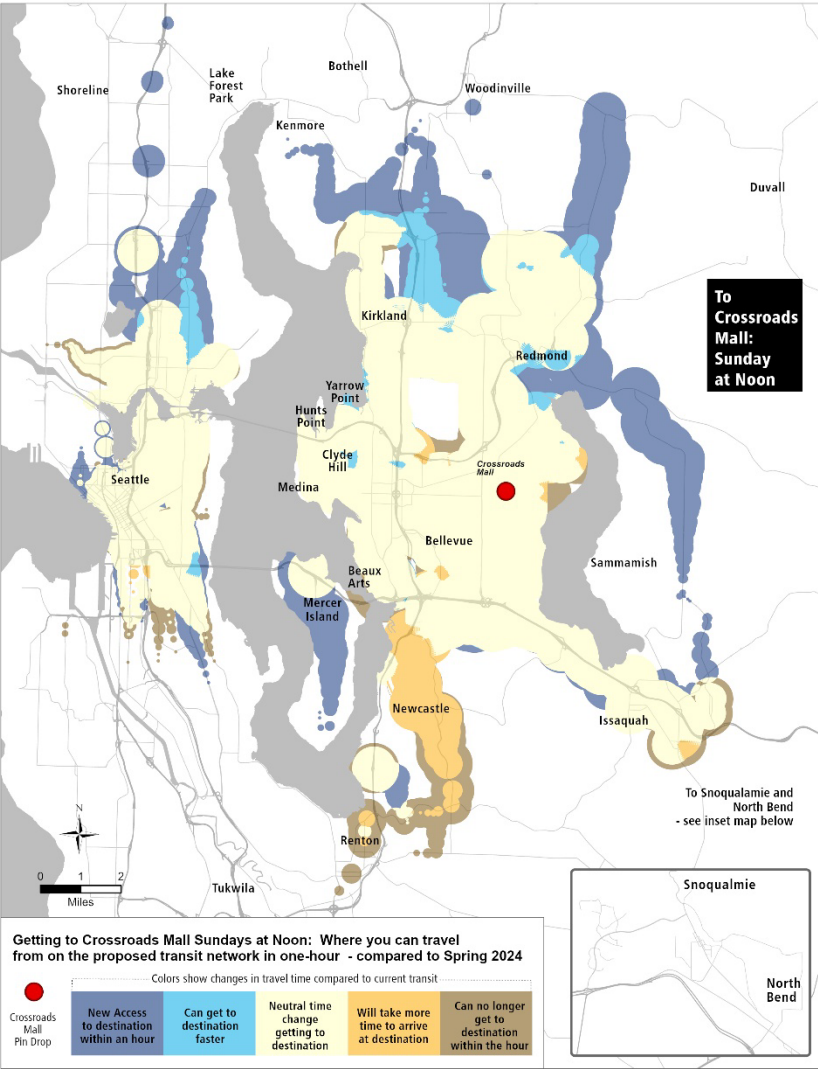 Bothell
Lake
Forest
Park
Shoreline
Woodinville
Kenmore
Duvall
To
Crossroads
Mall:
Sunday
at Noon
Kirkland
Redmond
Yarrow
Point
Hunts
Point
Clyde
Hill
Crossroads
Mall
Seattle
Medina
Bellevue
Sammamish
Beaux
Arts
Mercer
Island
Newcastle
Issaquah
To Snoqualamie and
North Bend
- see inset map below
N
Renton
0 1 2
Miles
Tukwila
Snoqualmie
North
Bend
Getting to Crossroads Mall Sundays at Noon: Where you can travel
from on the proposed transit network in one-hour - compared to Spring 2024
Colors show changes in travel time compared to current transit
Crossroads
Mall
Pin Drop
New Access
to destination
within an hour
Can get to
destination
faster
Neutral time
change
getting to
destination
Will take more
time to arrive
at destination
Can no longer
get to
destination
within the hour